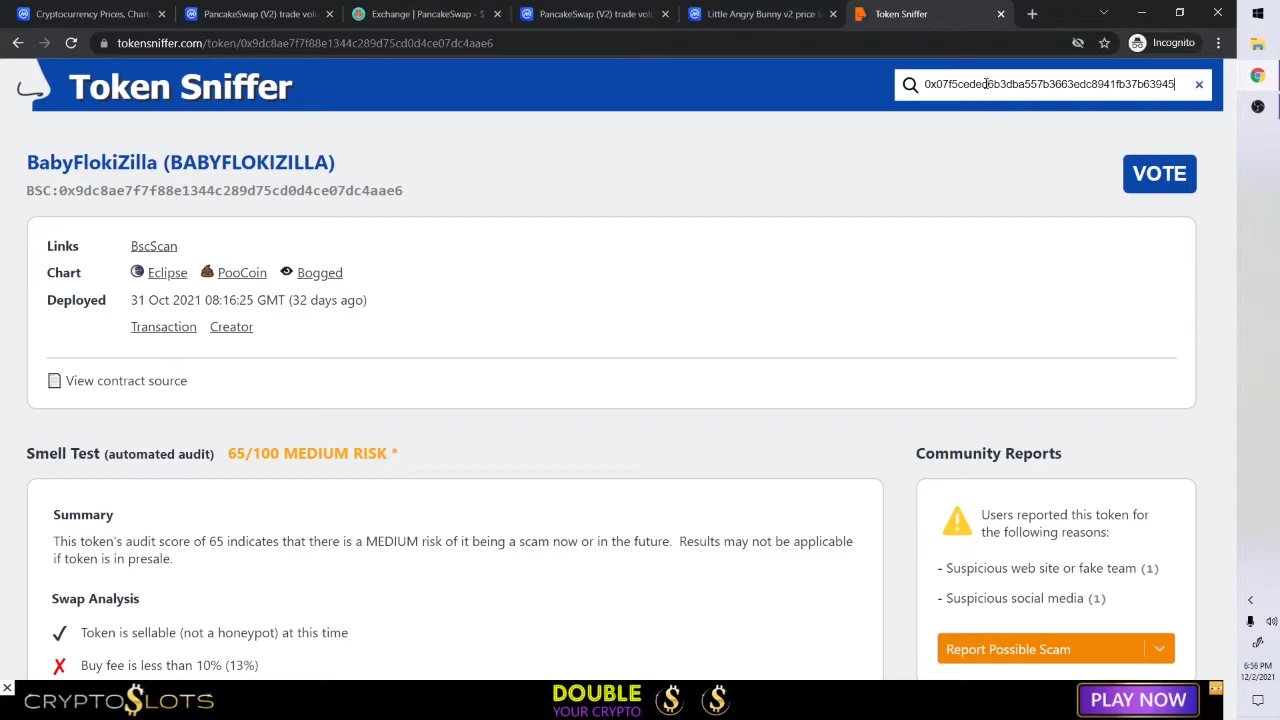 Cryptocurrency Prices, Chart
PancakeSwap (V2) trade volu
Exchange | PancakeSwap - $
PancakeSwap (V2) trade volu
Little Angry Bunny v2 price t
Token Sniffer
tokensniffer.com/token/0x9dc8ae7f7f88e1344c289d75cd0d4ce07dc4aae6
Incognito
Token Sniffer
BabyFlokiZilla (BABYFLOKIZILLA)
BSC:0x9dc8ae7f7f88e1344c289d75cd0d4ce07dc4aae6
VOTE
Links BscScan
Chart Eclipse PooCoin Bogged
Deployed 31 Oct 2021 08:16:25 GMT (32 days ago)
Transaction Creator
View contract source
Smell Test (automated audit) 65/100 MEDIUM RISK *
Community Reports
Summary
This token's audit score of 65 indicates that there is a MEDIUM risk of it being a scam now or in the future. Results may not be applicable
if token is in presale.
Swap Analysis
Token is sellable (not a honeypot) at this time
Buy fee is less than 10% (13%)
Users reported this token for
the following reasons:
- Suspicious web site or fake team (1)
- Suspicious social media (1)
Report Possible Scam
CRYPTO$LOTS
DOUBLE
YOUR CRYPTO
PLAY NOW
6:56 PM
12/2/2021